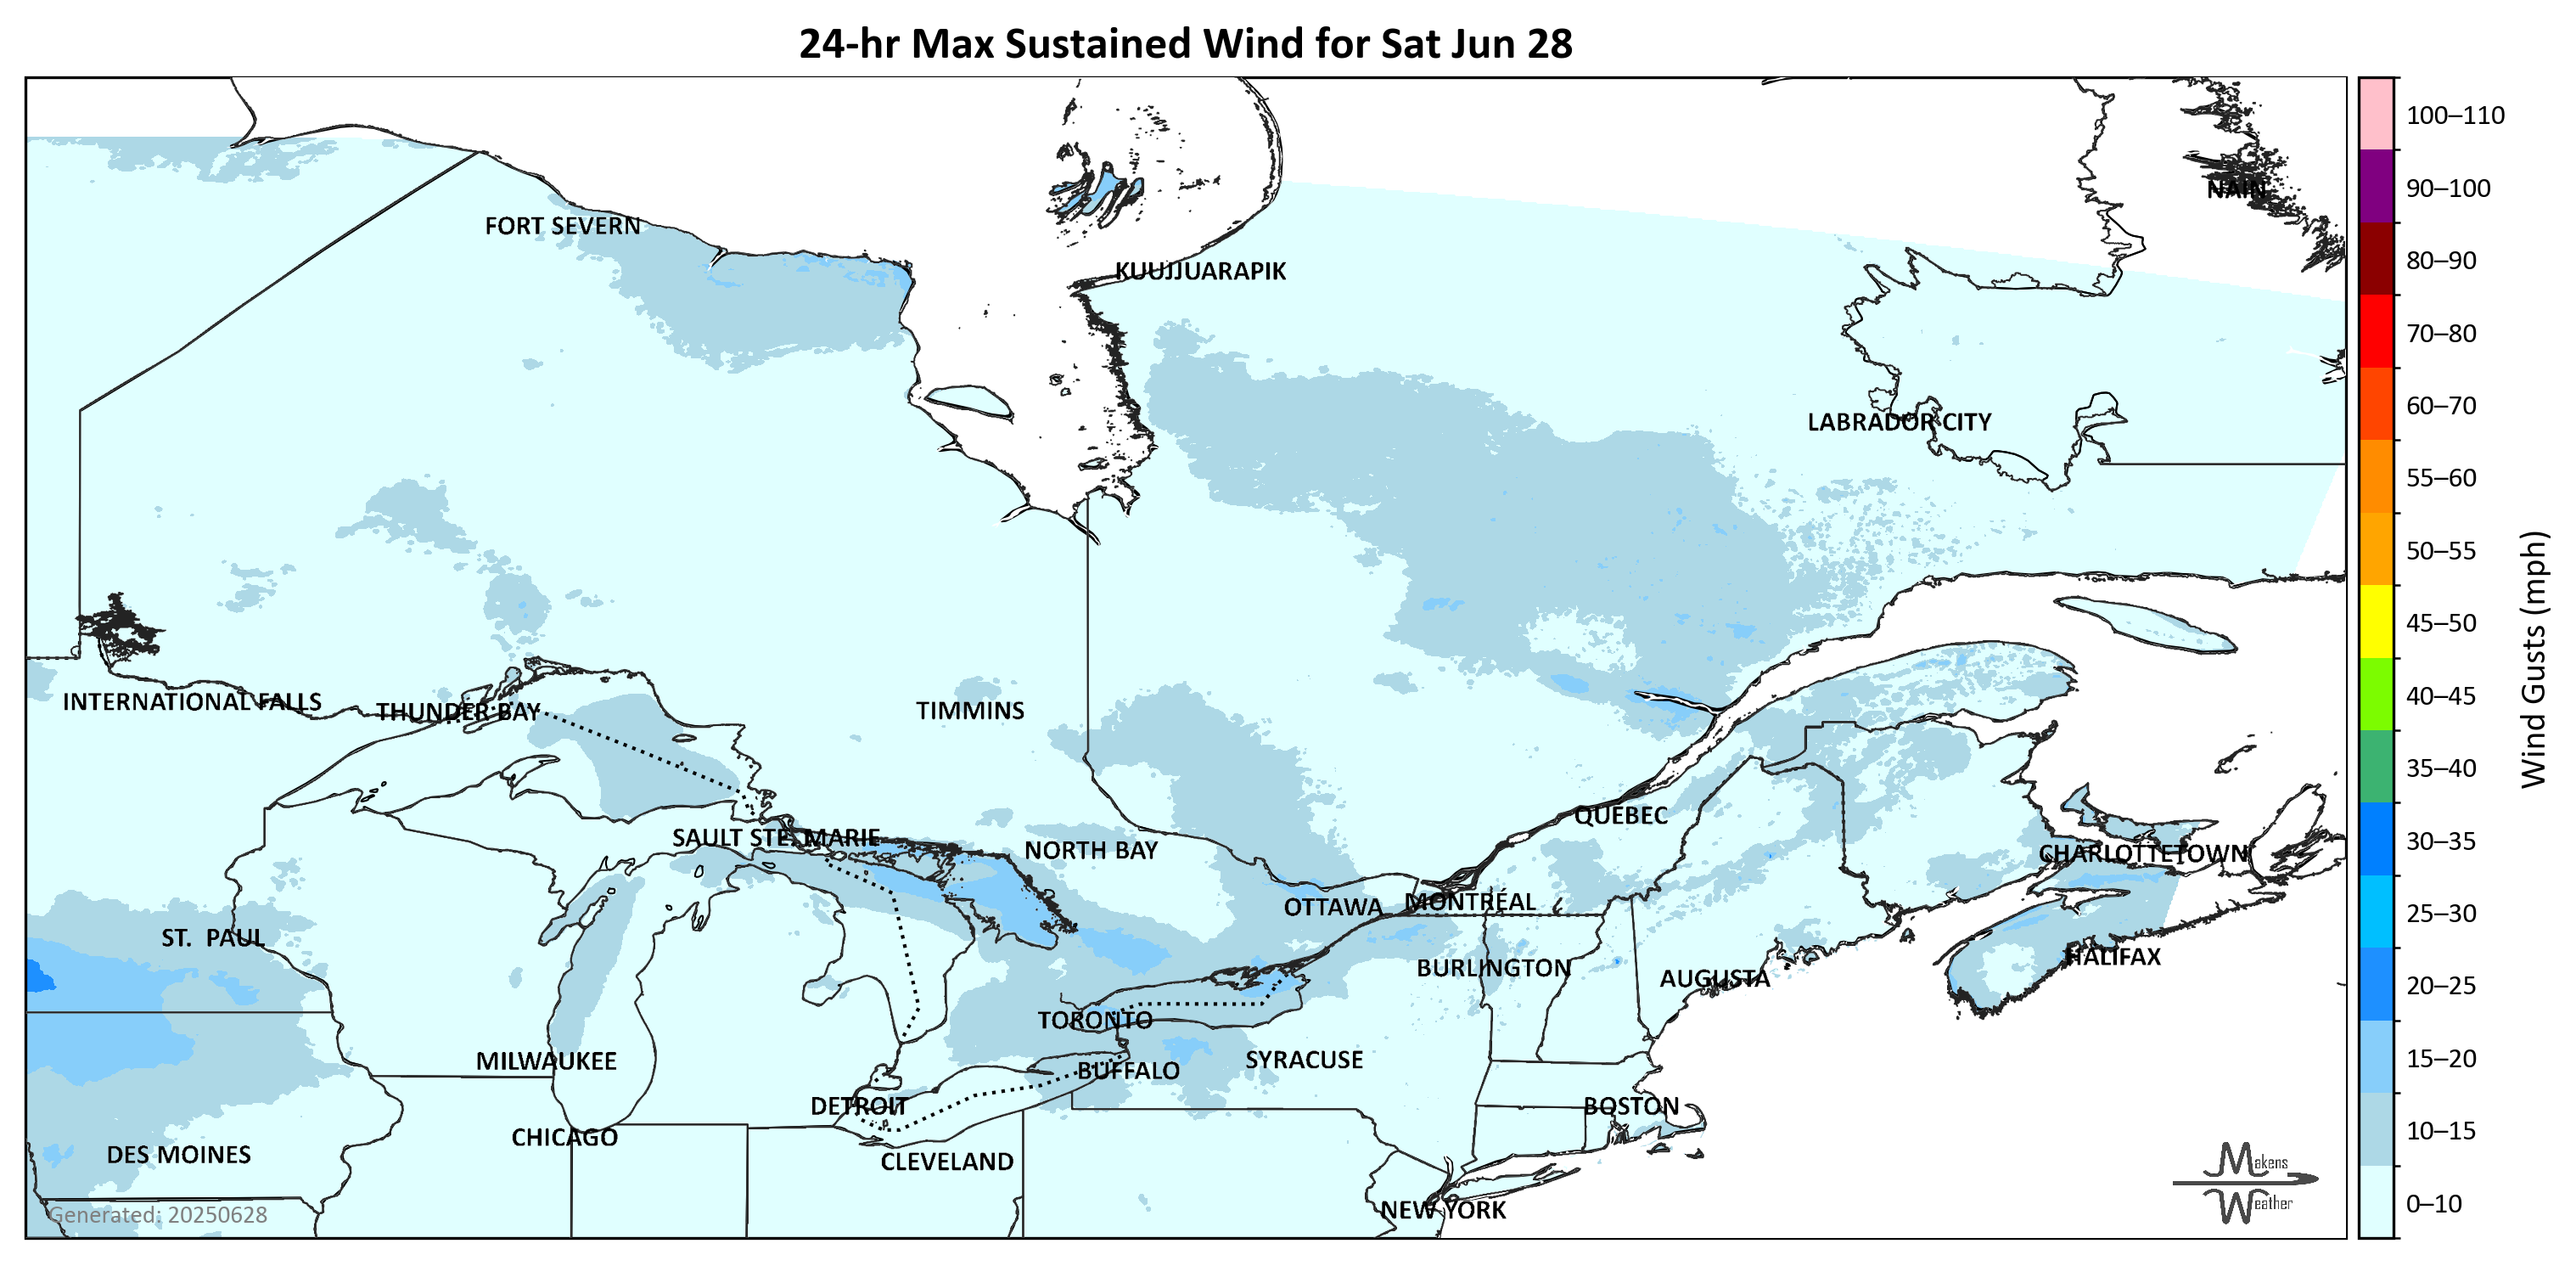 24-hr Max Sustained Wind for Sat Jun 28
100–110
90–100
NAIN
FORT SEVERN
80–90
KUUJJUARAPIK
70–80
60–70
LABRADOR CITY
55–60
50–55
45–50
INTERNATIONAL FALLS
THUNDER BAY
TIMMINS
40–45
35–40
Wind Gusts (mph)
QUÉBEC
SAULT STE. MARIE
NORTH BAY
CHARLOTTETOWN
30–35
OTTAWA
MONTRÉAL
25–30
ST. PAUL
BURLINGTON
AUGUSTA
HALIFAX
20–25
TORONTO
MILWAUKEE
BUFFALO
SYRACUSE
15–20
DETROIT
BOSTON
CHICAGO
10–15
DES MOINES
CLEVELAND
Makens
Weather
NEW YORK
0–10
Generated: 20250628